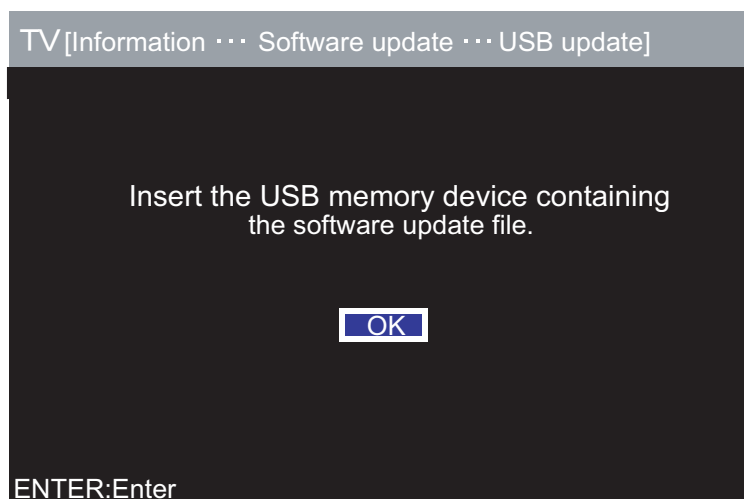 TV [Information ··· Software update ··· USB update]
Insert the USB memory device containing
the software update file.
OK
ENTER:Enter